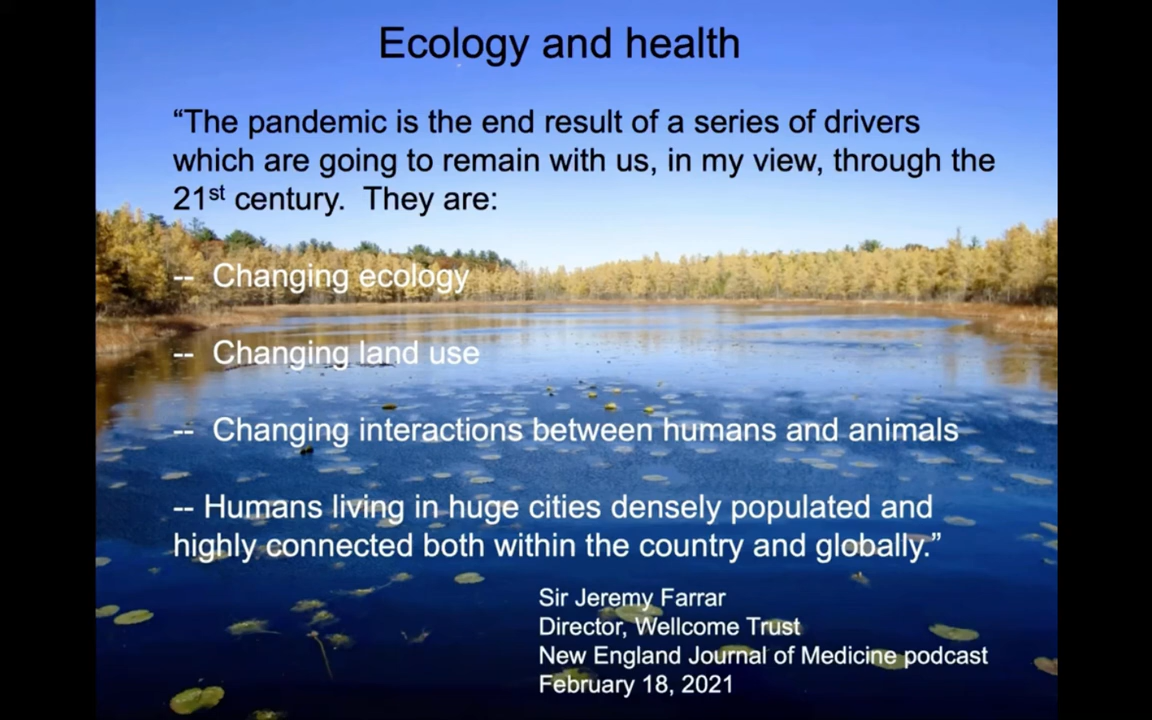 Ecology and health
“The pandemic is the end result of a series of drivers
which are going to remain with us, in my view, through the
21st century.  They are:
--  Changing ecology
--  Changing land use
--  Changing interactions between humans and animals
-- Humans living in huge cities densely populated and
highly connected both within the country and globally.”
Sir Jeremy Farrar
Director, Wellcome Trust
New England Journal of Medicine podcast
February 18, 2021